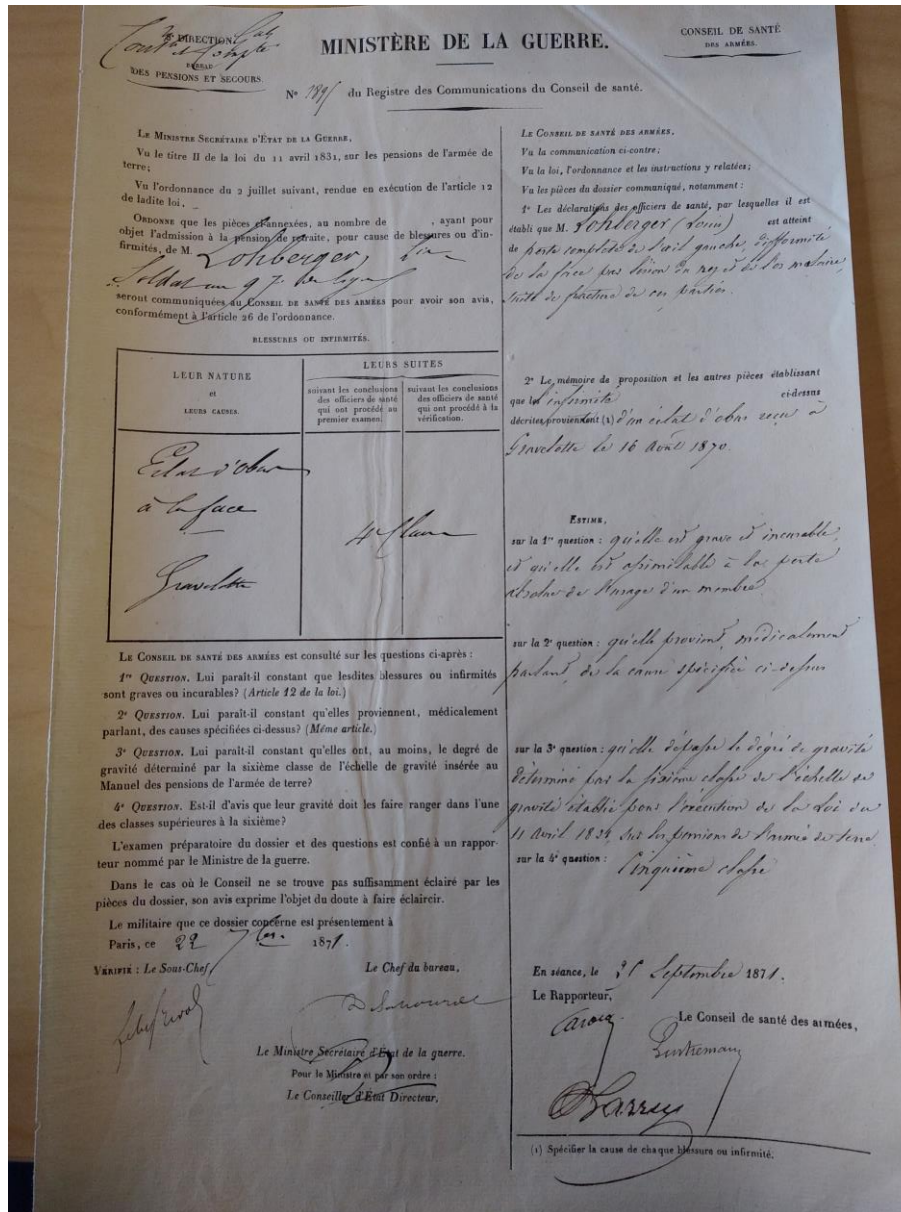 DIRECTION
BUREAU
DES PENSIONS ET SECOURS.
MINISTÈRE DE LA GUERRE.
CONSEIL DE SANTÉ
DES ARMÉES.
N° du Registre des Communications du Conseil de santé.
LE MINISTRE SECRÉTAIRE D'ÉTAT DE LA GUERRE,
Vu le titre II de la loi du 11 avril 1831, sur les pensions de l'armée de
terre;
Vu l'ordonnance du 2 juillet suivant, rendue en exécution de l'article 12
de ladite loi,
ORDONNE que les pièces ci-annexées, au nombre de , ayant pour
objet l'admission à la pension de retraite, pour cause de blessures ou d'in-
firmités, de M. Lohberger,
Soldat au 97 de ligne
seront communiquées au CONSEIL DE SANTÉ DES ARMÉES pour avoir son avis,
conformément à l'article 26 de l'ordonnance.
BLESSURES OU INFIRMITÉS.
LEUR NATURE
et
LEURS CAUSES.
LEURS SUITES
suivant les conclusions
des officiers de santé
qui ont procédé au
premier examen.
suivant les conclusions
des officiers de santé
qui ont procédé à la
vérification.
Eclat d'obus
à la face
Gravelotte
4e Classe
LE CONSEIL DE SANTÉ DES ARMÉES est consulté sur les questions ci-après :
1re QUESTION. Lui paraît-il constant que lesdites blessures ou infirmités
sont graves ou incurables? (Article 12 de la loi.)
2e QUESTION. Lui paraît-il constant qu'elles proviennent, médicalement
parlant, des causes spécifiées ci-dessus? (Même article.)
3e QUESTION. Lui paraît-il constant qu'elles ont, au moins, le degré de
gravité déterminé par la sixième classe de l'échelle de gravité insérée au
Manuel des pensions de l'armée de terre?
4e QUESTION. Est-il d'avis que leur gravité doit les faire ranger dans l'une
des classes supérieures à la sixième?
L'examen préparatoire du dossier et des questions est confié à un rappor-
teur nommé par le Ministre de la guerre.
Dans le cas où le Conseil ne se trouve pas suffisamment éclairé par les
pièces du dossier, son avis exprime l'objet du doute à faire éclaircir.
Le militaire que ce dossier concerne est présentement à
Paris, ce 22 7bre 1871.
VÉRIFIÉ : Le Sous-Chef,
Le Chef du bureau,
Le Ministre Secrétaire d'État de la guerre.
Pour le Ministre et par son ordre :
Le Conseiller d'État Directeur,
LE CONSEIL DE SANTÉ DES ARMÉES,
Vu la communication ci-contre;
Vu la loi, l'ordonnance et les instructions y relatées;
Vu les pièces du dossier communiqué, notamment :
1° Les déclarations des officiers de santé, par lesquelles il est
établi que M. Lohberger (Louis) est atteint
de perte complète de l'œil gauche, difformité
de la face par lésion du nez et de l'os malaire,
suite de fracture de ces parties.
2° Le mémoire de proposition et les autres pièces établissant
que les infirmités ci-dessus
décrites proviennent (1) d'un éclat d'obus reçu à
Gravelotte le 16 Août 1870.
ESTIME,
sur la 1re question : qu'elle est grave et incurable,
et qu'elle est assimilable à la perte
absolue de l'usage d'un membre
sur la 2e question : qu'elle provient, médicalement
parlant, de la cause spécifiée ci-dessus
sur la 3e question : qu'elle dépasse le degré de gravité
déterminé par la sixième classe de l'échelle de
gravité établie pour l'exécution de la Loi du
11 Avril 1831, sur les pensions de l'armée de terre
sur la 4e question : Cinquième classe
En séance, le Septembre 1871.
Le Rapporteur,
Le Conseil de santé des armées,
Larrey
(1) Spécifier la cause de chaque blessure ou infirmité.